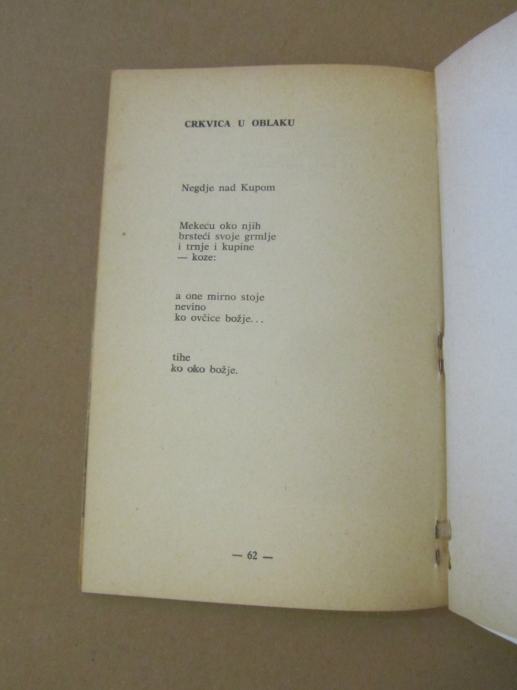 CRKVICA U OBLAKU
Negdje nad Kupom
Mekeću oko njih
brsteći svoje grmlje
i trnje i kupine
— koze:
a one mirno stoje
nevino
ko ovčice božje...
tihe
ko oko božje.
— 62 —